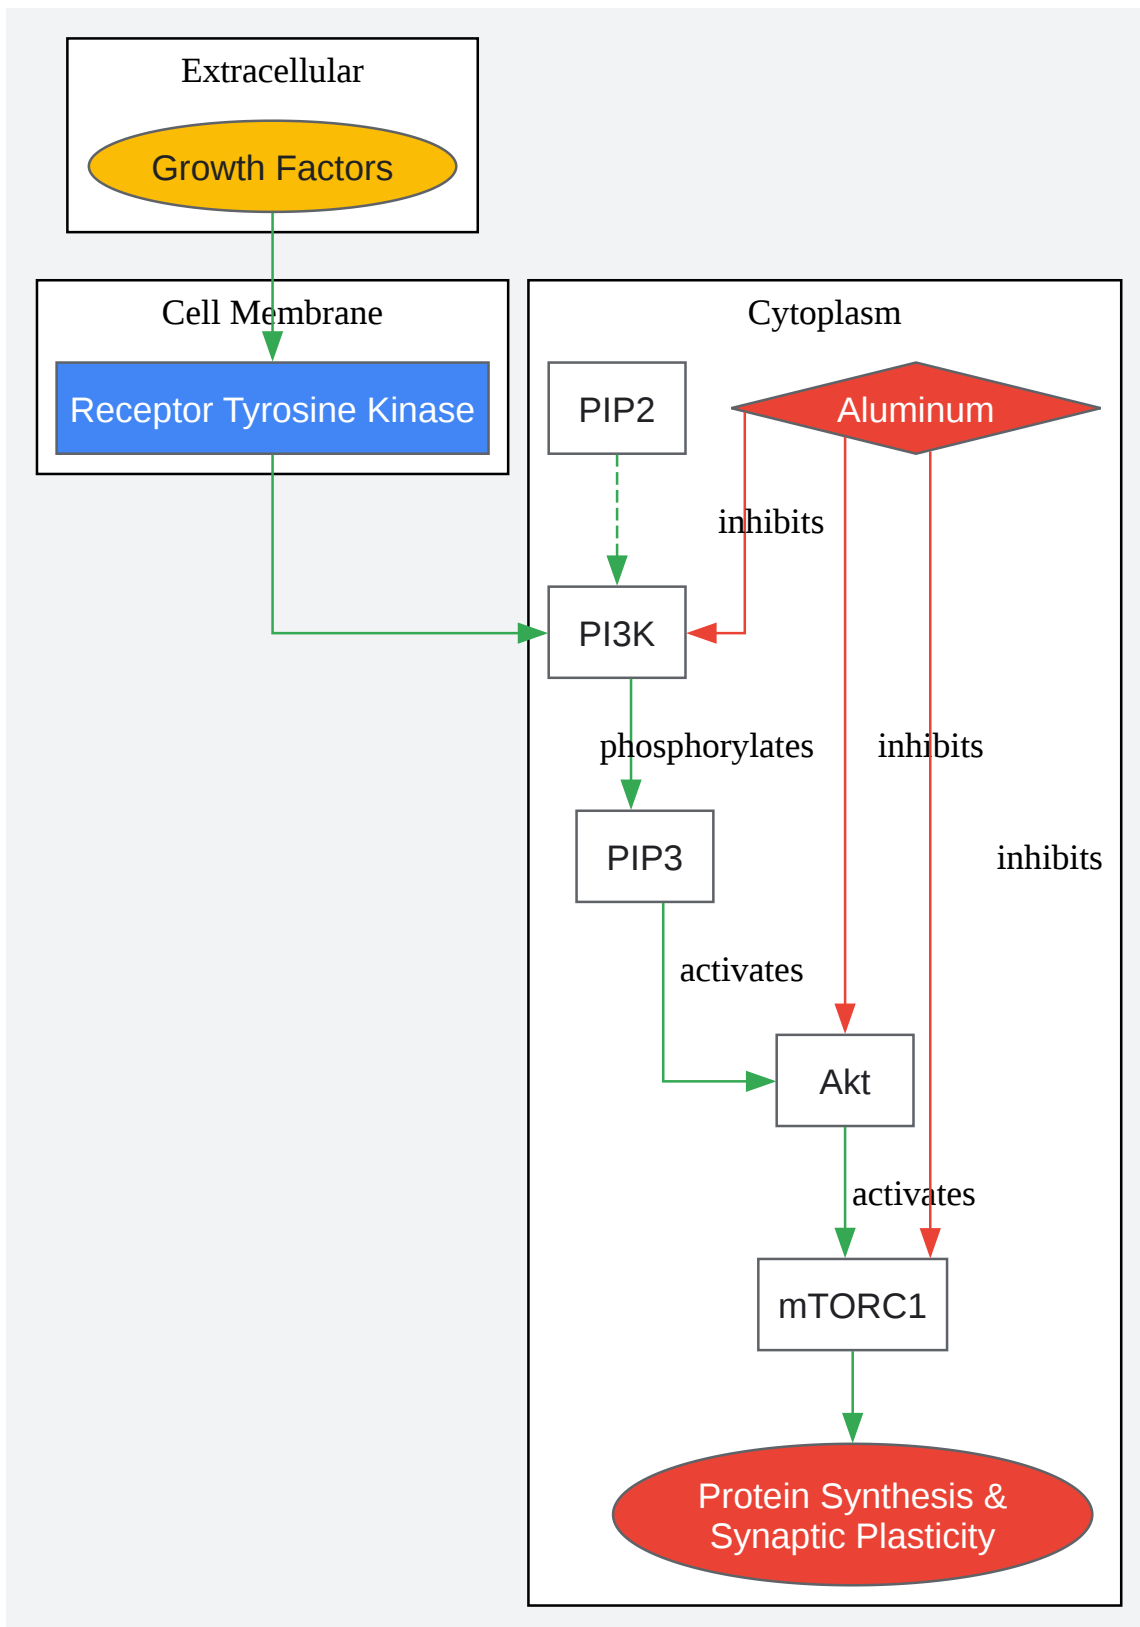 Extracellular
Growth Factors
Cell Membrane
Receptor Tyrosine Kinase
Cytoplasm
PIP2
Aluminum
inhibits
PI3K
phosphorylates
inhibits
PIP3
inhibits
activates
Akt
activates
mTORC1
Protein Synthesis &
Synaptic Plasticity